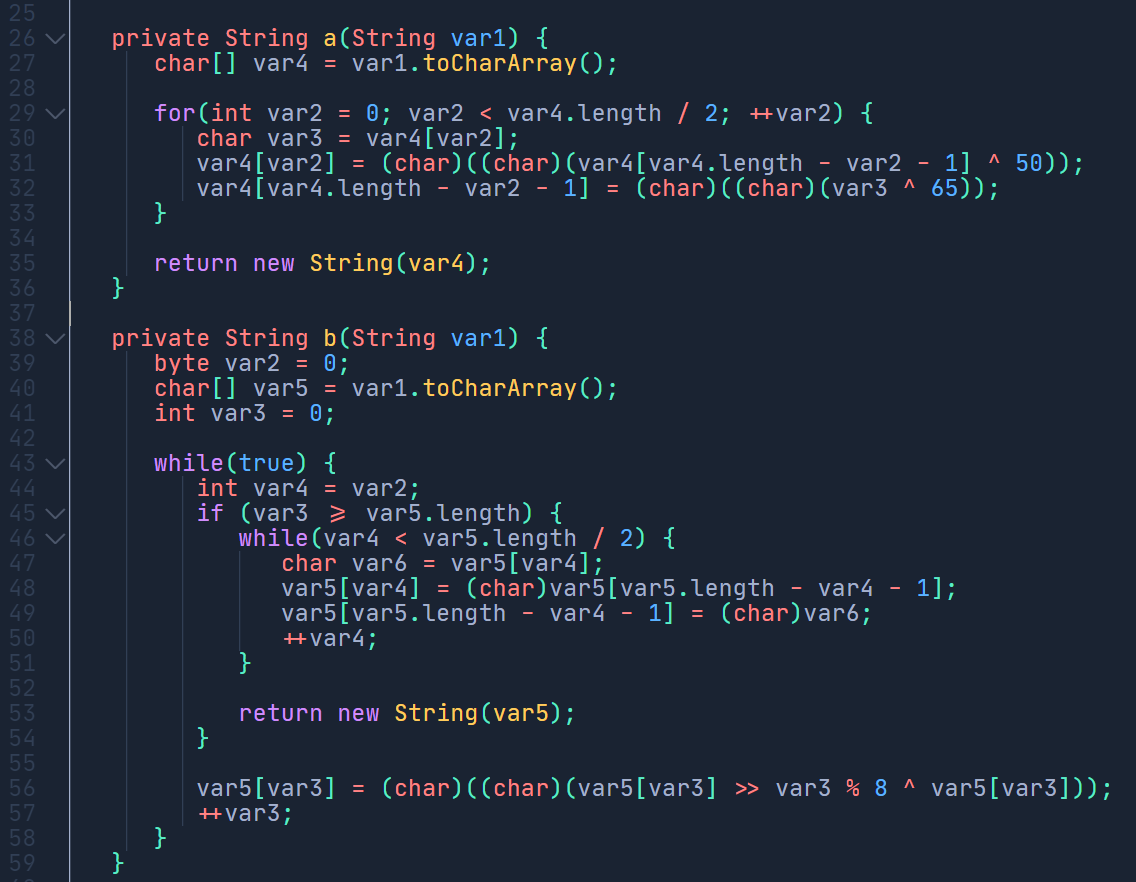 25
26 private String a(String var1) {
27 char[] var4 = var1.toCharArray();
28
29 for(int var2 = 0; var2 < var4.length / 2; ++var2) {
30 char var3 = var4[var2];
31 var4[var2] = (char)((char)(var4[var4.length - var2 - 1] ^ 50));
32 var4[var4.length - var2 - 1] = (char)((char)(var3 ^ 65));
33 }
34
35 return new String(var4);
36 }
37
38 private String b(String var1) {
39 byte var2 = 0;
40 char[] var5 = var1.toCharArray();
41 int var3 = 0;
42
43 while(true) {
44 int var4 = var2;
45 if (var3 >= var5.length) {
46 while(var4 < var5.length / 2) {
47 char var6 = var5[var4];
48 var5[var4] = (char)var5[var5.length - var4 - 1];
49 var5[var5.length - var4 - 1] = (char)var6;
50 ++var4;
51 }
52
53 return new String(var5);
54 }
55
56 var5[var3] = (char)((char)(var5[var3] >> var3 % 8 ^ var5[var3]));
57 ++var3;
58 }
59 }